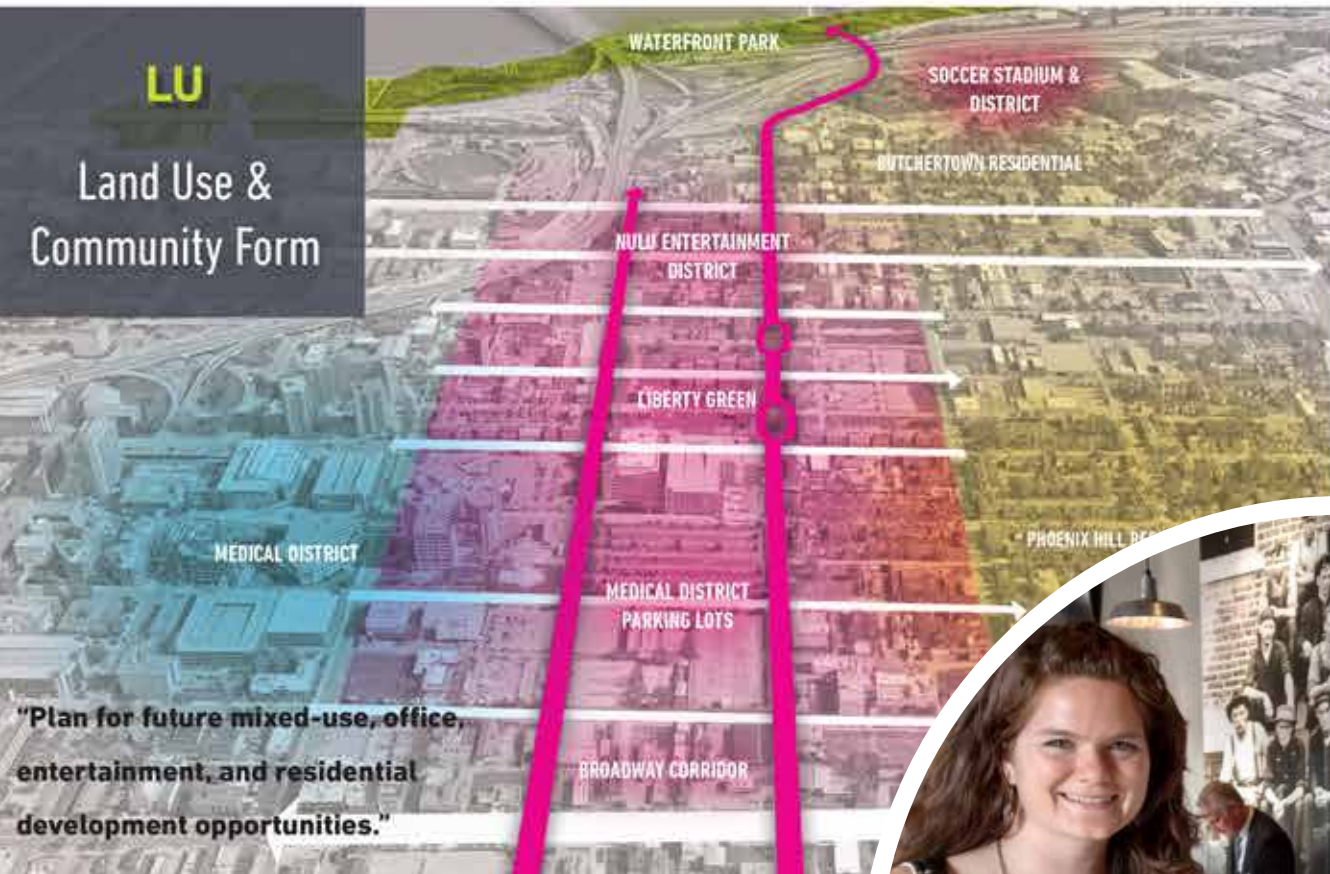 LU
Land Use &
Community Form
WATERFRONT PARK
SOCCER STADIUM &
DISTRICT
BUTCHERTOWN RESIDENTIAL
NULU ENTERTAINMENT
DISTRICT
LIBERTY GREEN
MEDICAL DISTRICT
PHOENIX HILL
MEDICAL DISTRICT
PARKING LOTS
"Plan for future mixed-use, office,
entertainment, and residential
development opportunities."
BROADWAY CORRIDOR